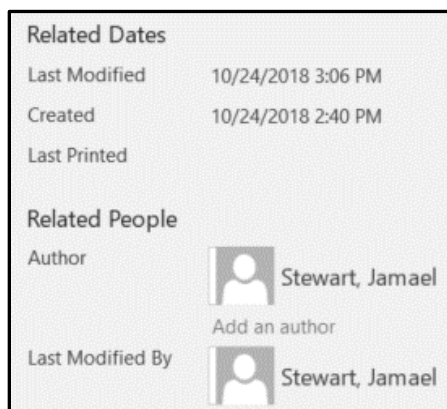 Related Dates
Last Modified 10/24/2018 3:06 PM
Created 10/24/2018 2:40 PM
Last Printed
Related People
Author
Stewart, Jamael
Add an author
Last Modified By
Stewart, Jamael